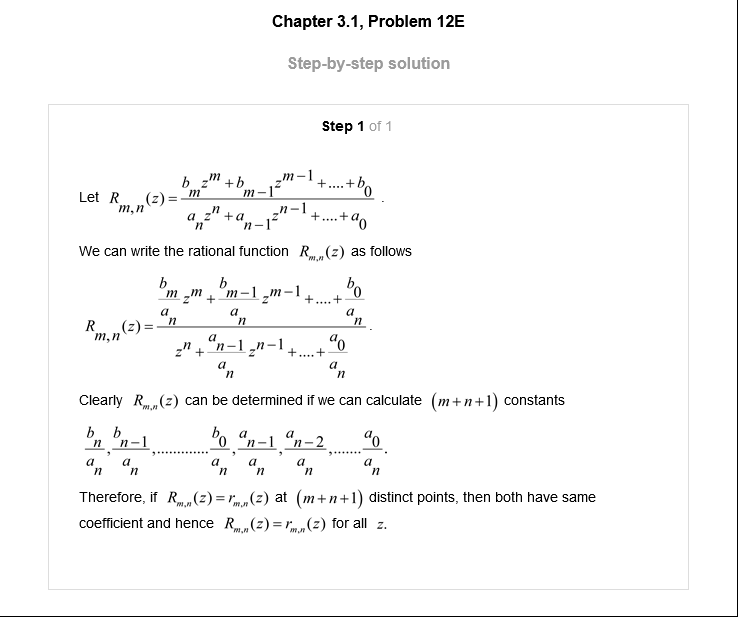 Chapter 3.1, Problem 12E
Step-by-step solution
Step 1 of 1
Let R_{m,n}(z) = \frac{b_m z^m + b_{m-1} z^{m-1} + .... + b_0}{a_n z^n + a_{n-1} z^{n-1} + .... + a_0}.
We can write the rational function R_{m,n}(z) as follows
R_{m,n}(z) = \frac{\frac{b_m}{a_n} z^m + \frac{b_{m-1}}{a_n} z^{m-1} + .... + \frac{b_0}{a_n}}{z^n + \frac{a_{n-1}}{a_n} z^{n-1} + .... + \frac{a_0}{a_n}}.
Clearly R_{m,n}(z) can be determined if we can calculate (m+n+1) constants
\frac{b_n}{a_n}, \frac{b_{n-1}}{a_n}, ............. \frac{b_0}{a_n}, \frac{a_{n-1}}{a_n}, \frac{a_{n-2}}{a_n}, ....... \frac{a_0}{a_n}.
Therefore, if R_{m,n}(z) = r_{m,n}(z) at (m+n+1) distinct points, then both have same
coefficient and hence R_{m,n}(z) = r_{m,n}(z) for all z.